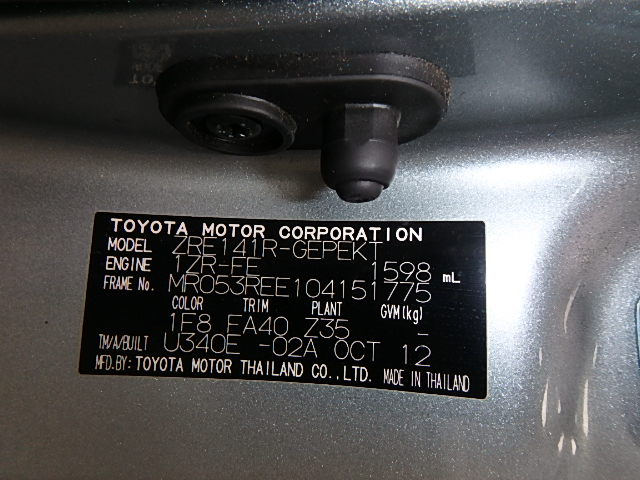 TOYOTA MOTOR CORPORATION
MODEL ZRE141R-GEPEKT
ENGINE 1ZR-FE 1598 mL
FRAME No. MR053REE104151775
COLOR TRIM PLANT GVM(kg)
1E8 FA40 Z35 -
TM/A/BUILT U340E -02A OCT 12
MFD.BY: TOYOTA MOTOR THAILAND CO.,LTD. MADE IN THAILAND